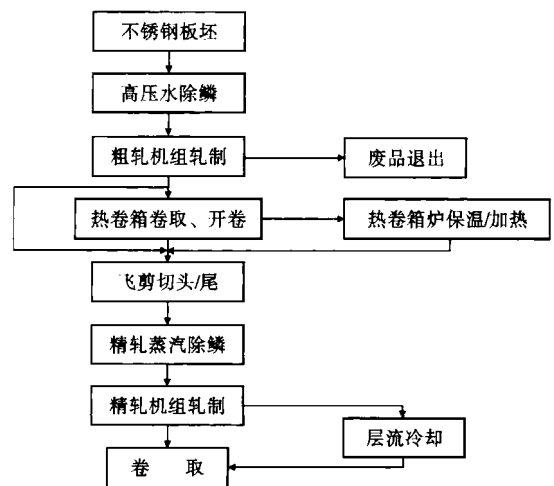 不锈钢板坯
高压水除鳞
粗轧机组轧制
废品退出
热卷箱卷取、开卷
热卷箱炉保温/加热
飞剪切头/尾
精轧蒸汽除鳞
精轧机组轧制
层流冷却
卷 取